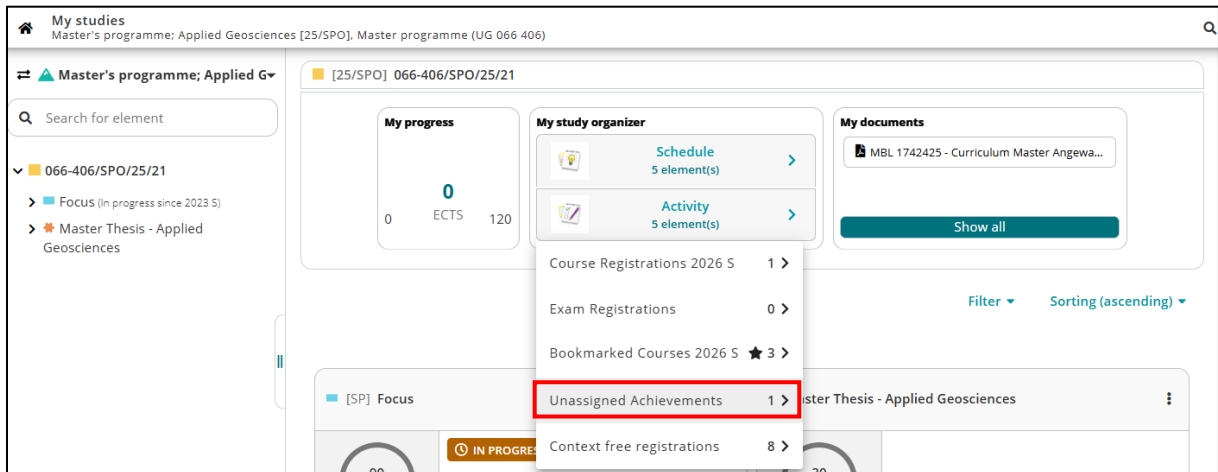 My studies
Master's programme; Applied Geosciences [25/SPO], Master programme (UG 066 406)
Master's programme; Applied G
Search for element
066-406/SPO/25/21
Focus (In progress since 2023 S)
Master Thesis - Applied
Geosciences
[25/SPO] 066-406/SPO/25/21
My progress
0
0 ECTS 120
My study organizer
Schedule
5 element(s)
Activity
5 element(s)
My documents
MBL 1742425 - Curriculum Master Angewa...
Show all
Course Registrations 2026 S 1
Exam Registrations 0
Bookmarked Courses 2026 S 3
Unassigned Achievements 1
Context free registrations 8
Filter
Sorting (ascending)
[SP] Focus
IN PROGRE
ster Thesis - Applied Geosciences